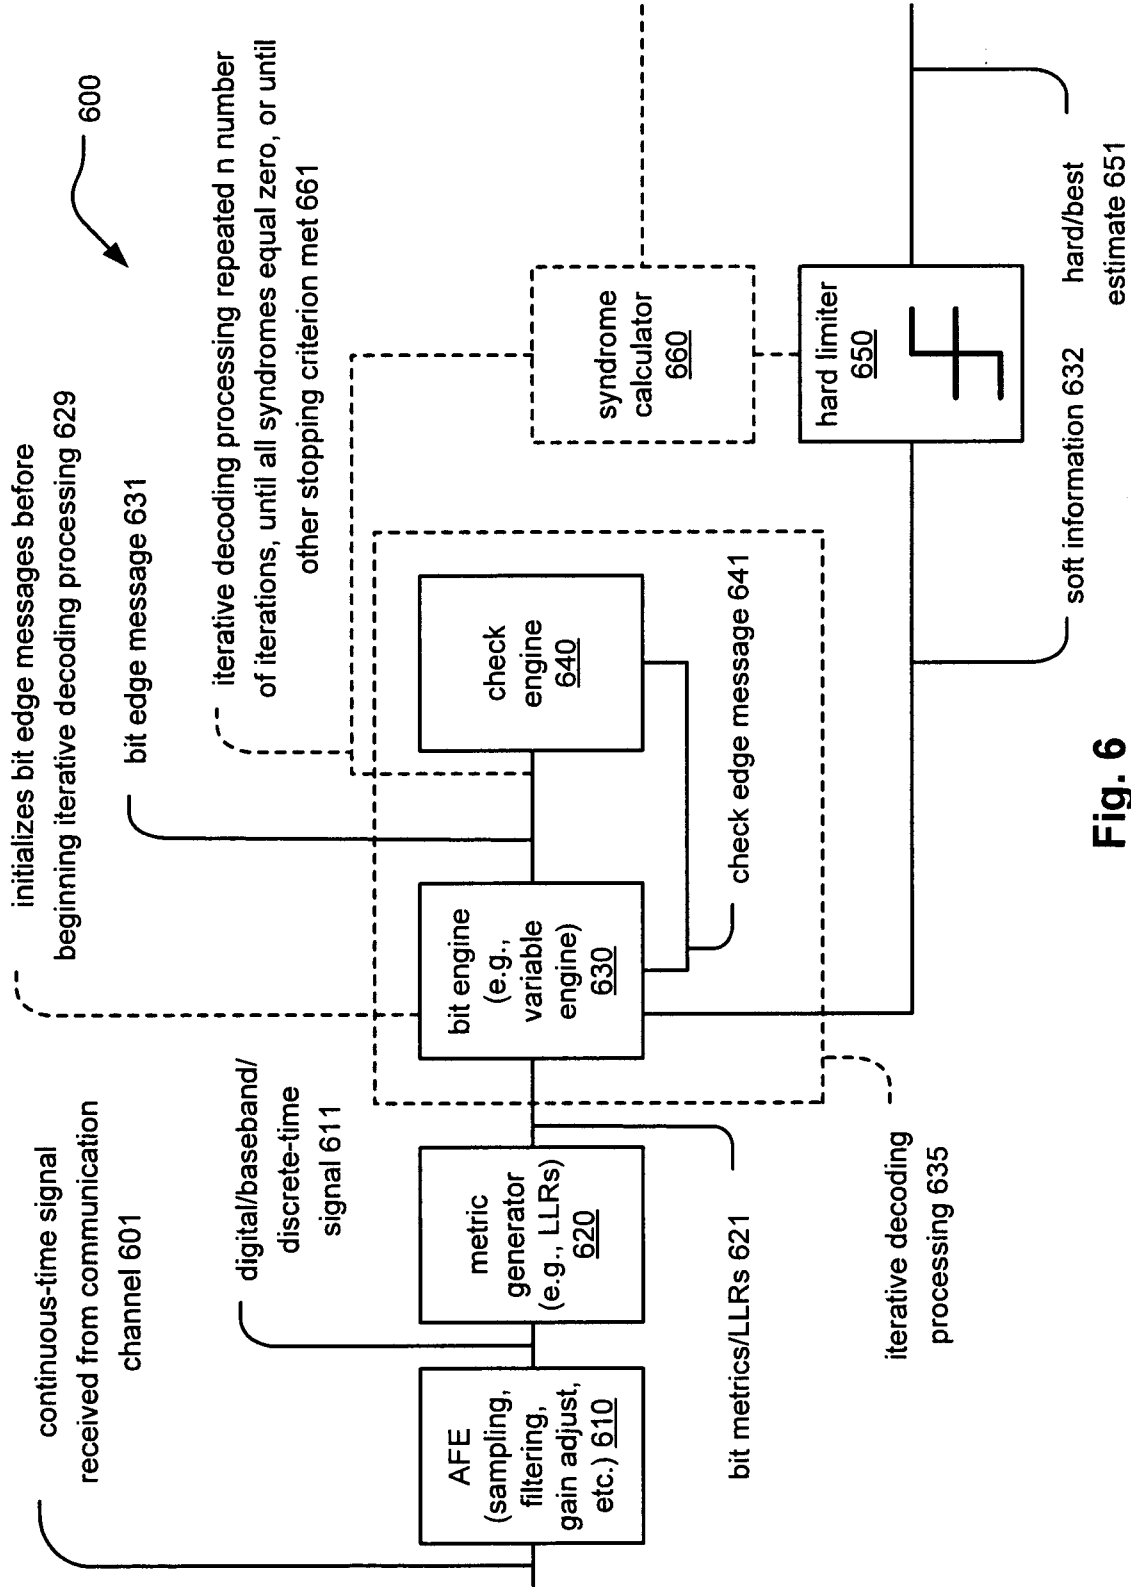 600
continuous-time signal
received from communication
channel 601
digital/baseband/
discrete-time
signal 611
initializes bit edge messages before
beginning iterative decoding processing 629
bit edge message 631
iterative decoding processing repeated n number
of iterations, until all syndromes equal zero, or until
other stopping criterion met 661
AFE
(sampling,
filtering,
gain adjust,
etc.) 610
metric
generator
(e.g., LLRs)
620
bit engine (e.g.,
variable
engine)
630
check
engine
640
syndrome
calculator
660
hard limiter
650
bit metrics/LLRs 621
check edge message 641
iterative decoding
processing 635
soft information 632
hard/best
estimate 651
Fig. 6